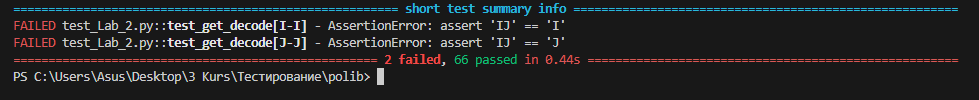 short test summary info
FAILED test_Lab_2.py::test_get_decode[I-I] - AssertionError: assert 'IJ' == 'I'
FAILED test_Lab_2.py::test_get_decode[J-J] - AssertionError: assert 'IJ' == 'J'
2 failed, 66 passed in 0.44s
PS C:\Users\Asus\Desktop\3 Kurs\Тестирование\polib>